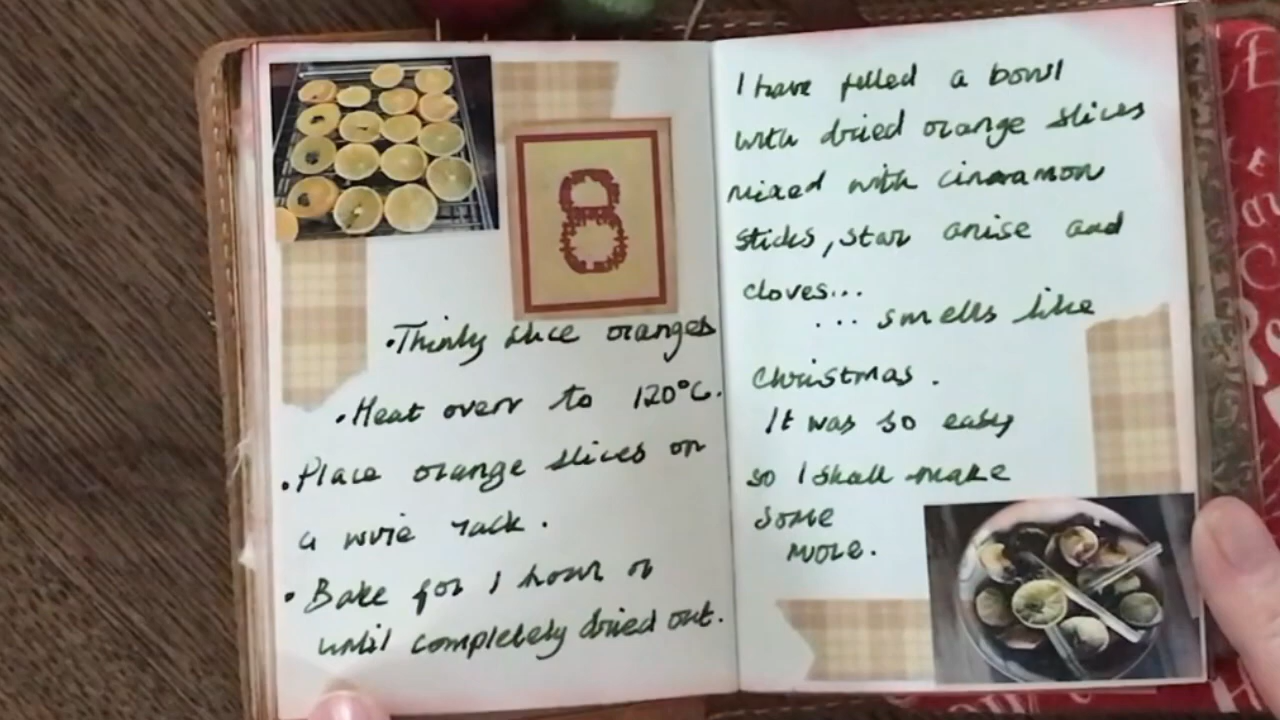 8
•Thinly slice oranges
•Heat oven to 120°C.
•Place orange slices on
a wire rack.
•Bake for 1 hour or
until completely dried out.
I have filled a bowl
with dried orange slices
mixed with cinnamon
sticks, star anise and
cloves...
... smells like
Christmas.
It was so easy
so I shall make
some
more.